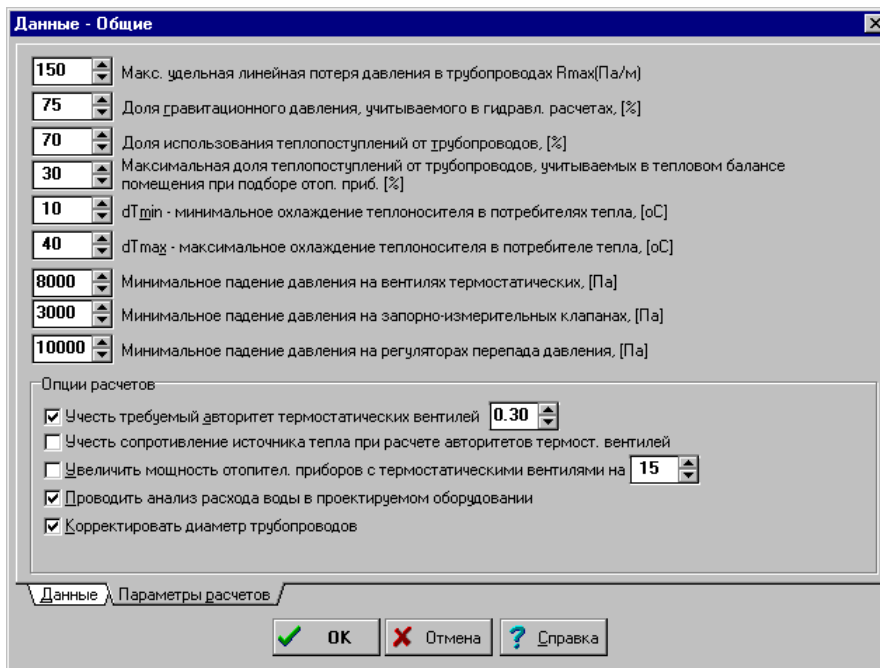 Данные - Общие
150 Макс. удельная линейная потеря давления в трубопроводах Rmax(Па/м)
75 Доля гравитационного давления, учитываемого в гидравл. расчетах, [%]
70 Доля использования теплопоступлений от трубопроводов, [%]
30 Максимальная доля теплопоступлений от трубопроводов, учитываемых в тепловом балансе
помещения при подборе отоп. приб. [%]
10 dTmin - минимальное охлаждение теплоносителя в потребителях тепла, [оС]
40 dTmax - максимальное охлаждение теплоносителя в потребителе тепла, [оС]
8000 Минимальное падение давления на вентилях термостатических, [Па]
3000 Минимальное падение давления на запорно-измерительных клапанах, [Па]
10000 Минимальное падение давления на регуляторах перепада давления, [Па]
Опции расчетов
Учесть требуемый авторитет термостатических вентилей 0.30
Учесть сопротивление источника тепла при расчете авторитетов термост. вентилей
Увеличить мощность отопител. приборов с термостатическими вентилями на 15
Проводить анализ расхода воды в проектируемом оборудовании
Корректировать диаметр трубопроводов
Данные Параметры расчетов
OK Отмена Справка